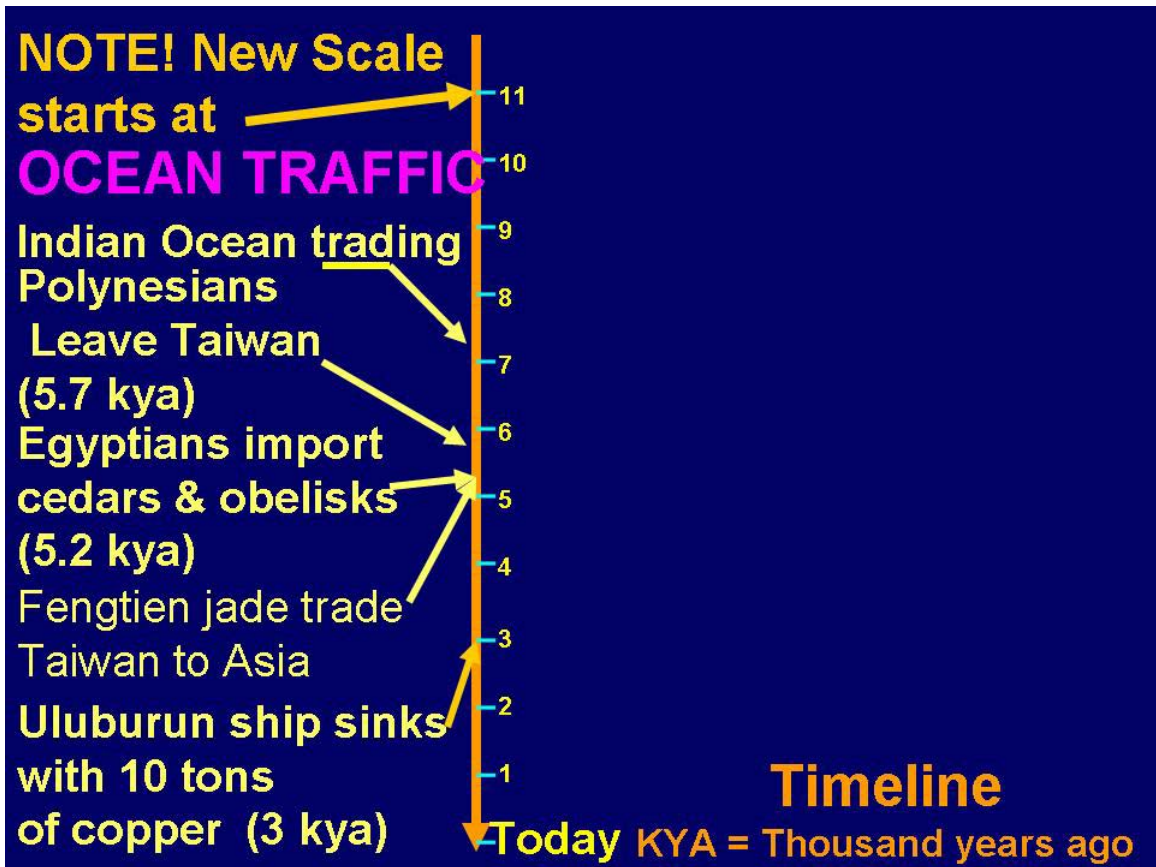 NOTE! New Scale
starts at
OCEAN TRAFFIC
Indian Ocean trading
Polynesians
Leave Taiwan
(5.7 kya)
Egyptians import
cedars & obelisks
(5.2 kya)
Fengtien jade trade
Taiwan to Asia
Uluburun ship sinks
with 10 tons
of copper (3 kya)
11
10
9
8
7
6
5
4
3
2
1
Today
Timeline
KYA = Thousand years ago